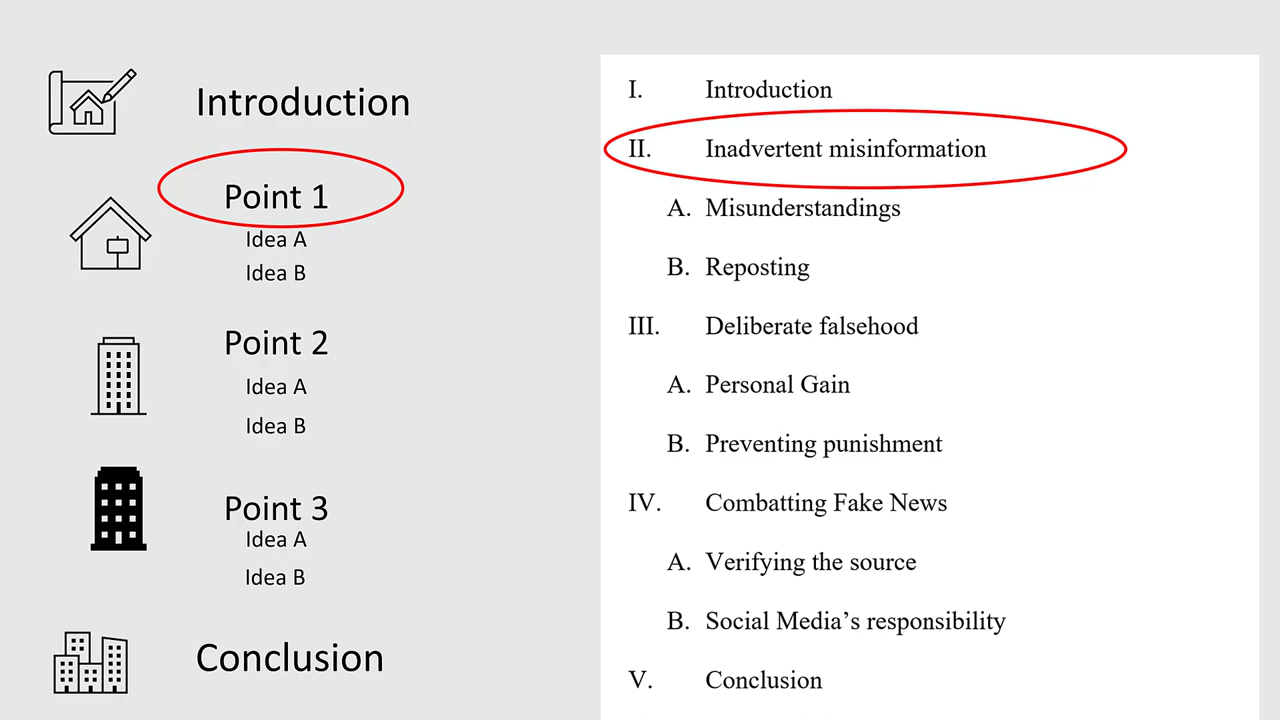 Introduction
Point 1
Idea A
Idea B
Point 2
Idea A
Idea B
Point 3
Idea A
Idea B
Conclusion
I. Introduction
II. Inadvertent misinformation
A. Misunderstandings
B. Reposting
III. Deliberate falsehood
A. Personal Gain
B. Preventing punishment
IV. Combatting Fake News
A. Verifying the source
B. Social Media’s responsibility
V. Conclusion